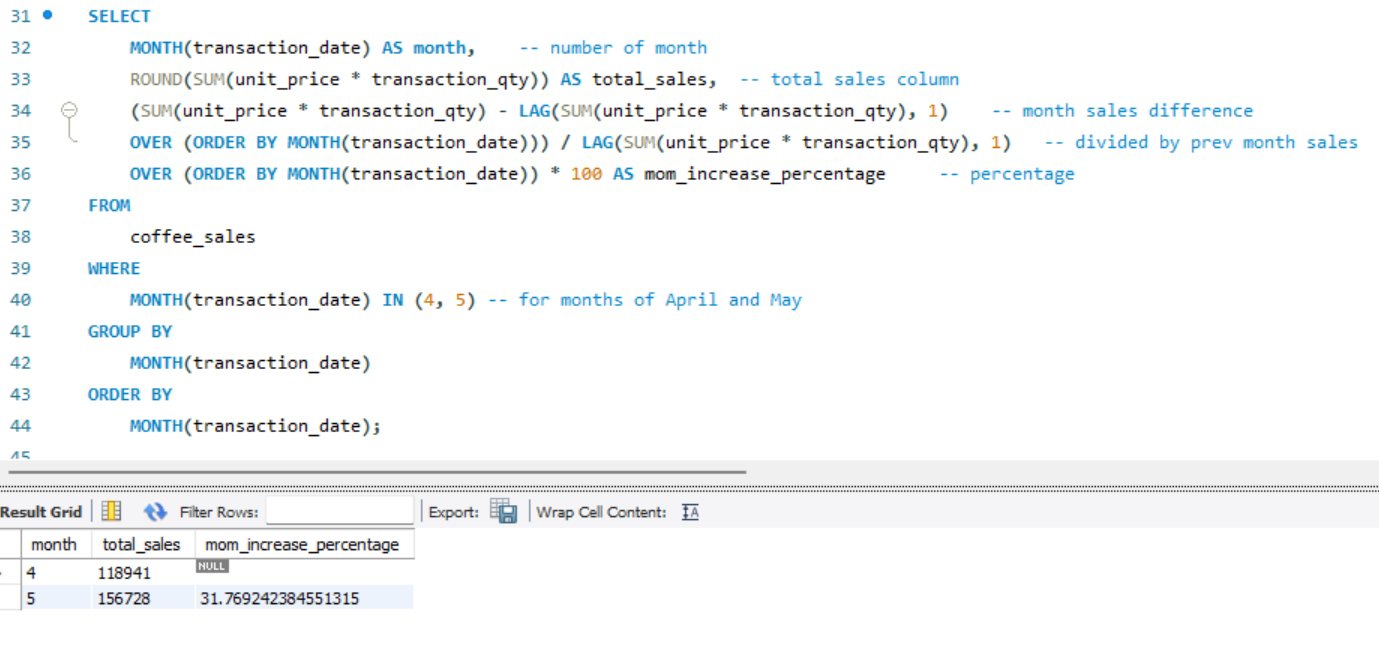 31 SELECT
32 MONTH(transaction_date) AS month, -- number of month
33 ROUND(SUM(unit_price * transaction_qty)) AS total_sales, -- total sales column
34 (SUM(unit_price * transaction_qty) - LAG(SUM(unit_price * transaction_qty), 1) -- month sales difference
35 OVER (ORDER BY MONTH(transaction_date))) / LAG(SUM(unit_price * transaction_qty), 1) -- divided by prev month sales
36 OVER (ORDER BY MONTH(transaction_date)) * 100 AS mom_increase_percentage -- percentage
37 FROM
38 coffee_sales
39 WHERE
40 MONTH(transaction_date) IN (4, 5) -- for months of April and May
41 GROUP BY
42 MONTH(transaction_date)
43 ORDER BY
44 MONTH(transaction_date);
45
Result Grid Filter Rows: Export: Wrap Cell Content: IA
month total_sales mom_increase_percentage
4 118941 NULL
5 156728 31.769242384551315